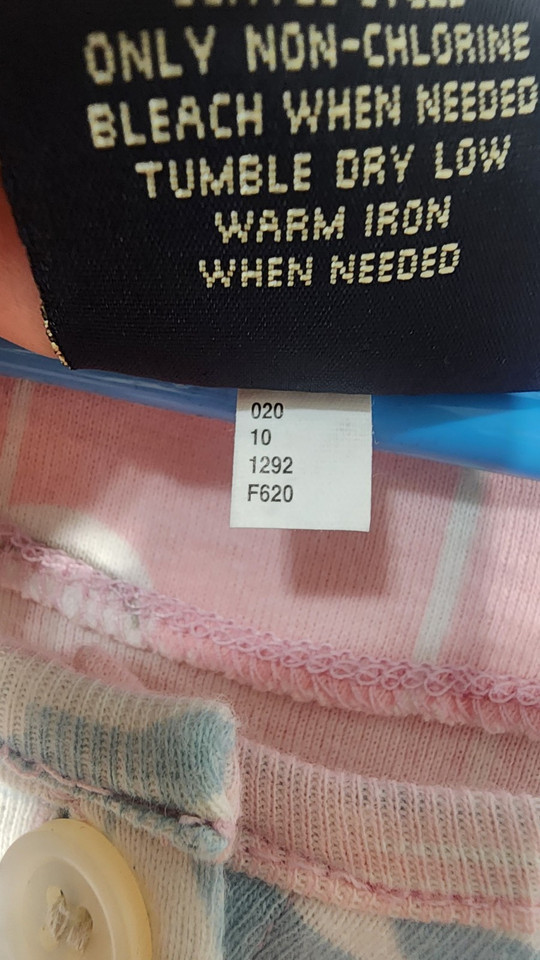 ONLY NON-CHLORINE
BLEACH WHEN NEEDED
TUMBLE DRY LOW
WARM IRON
WHEN NEEDED
020
10
1292
F620